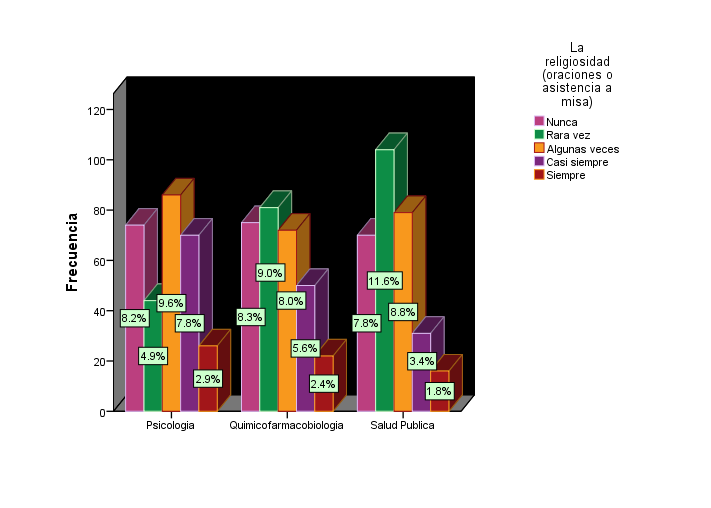 La
religiosidad
(oraciones o
asistencia a
misa)
Nunca
Rara vez
Algunas veces
Casi siempre
Siempre
Frecuencia
120
100
80
60
40
20
0
8.2%
4.9%
9.6%
7.8%
2.9%
8.3%
9.0%
8.0%
5.6%
2.4%
7.8%
11.6%
8.8%
3.4%
1.8%
Psicologia
Quimicofarmacobiologia
Salud Publica